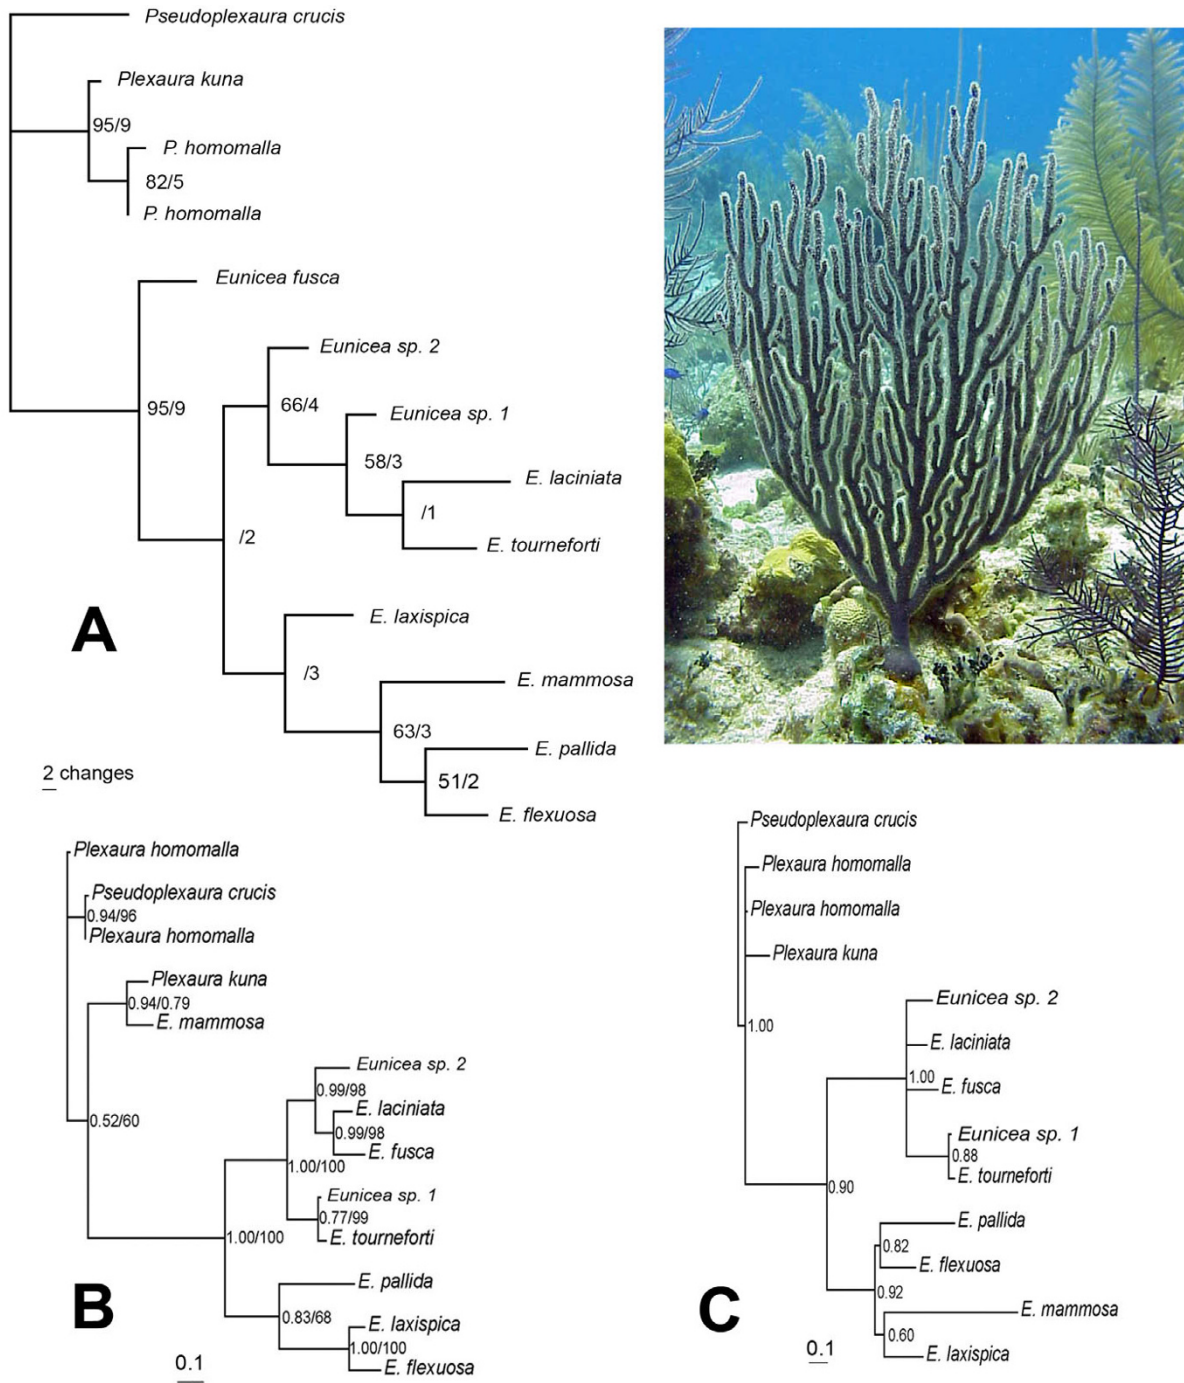 Pseudoplexaura crucis
Plexaura kuna
95/9
P. homomalla
82/5
P. homomalla
Eunicea fusca
Eunicea sp. 2
95/9
66/4
Eunicea sp. 1
58/3
E. laciniata
/1
/2
E. tourneforti
A
E. laxispica
/3
E. mammosa
63/3
E. pallida
2 changes
51/2
E. flexuosa
Plexaura homomalla
Pseudoplexaura crucis
0.94/96
Plexaura homomalla
Plexaura kuna
0.94/0.79
E. mammosa
Eunicea sp. 2
0.99/98
E. laciniata
0.52/60
0.99/98
E. fusca
1.00/100
Eunicea sp. 1
0.77/99
1.00/100
E. tourneforti
B
E. pallida
0.83/68
E. laxispica
1.00/100
0.1
E. flexuosa
Pseudoplexaura crucis
Plexaura homomalla
Plexaura homomalla
Plexaura kuna
Eunicea sp. 2
1.00
E. laciniata
1.00
E. fusca
Eunicea sp. 1
0.88
E. tourneforti
0.90
E. pallida
0.82
E. flexuosa
0.92
C
E. mammosa
0.60
0.1
E. laxispica